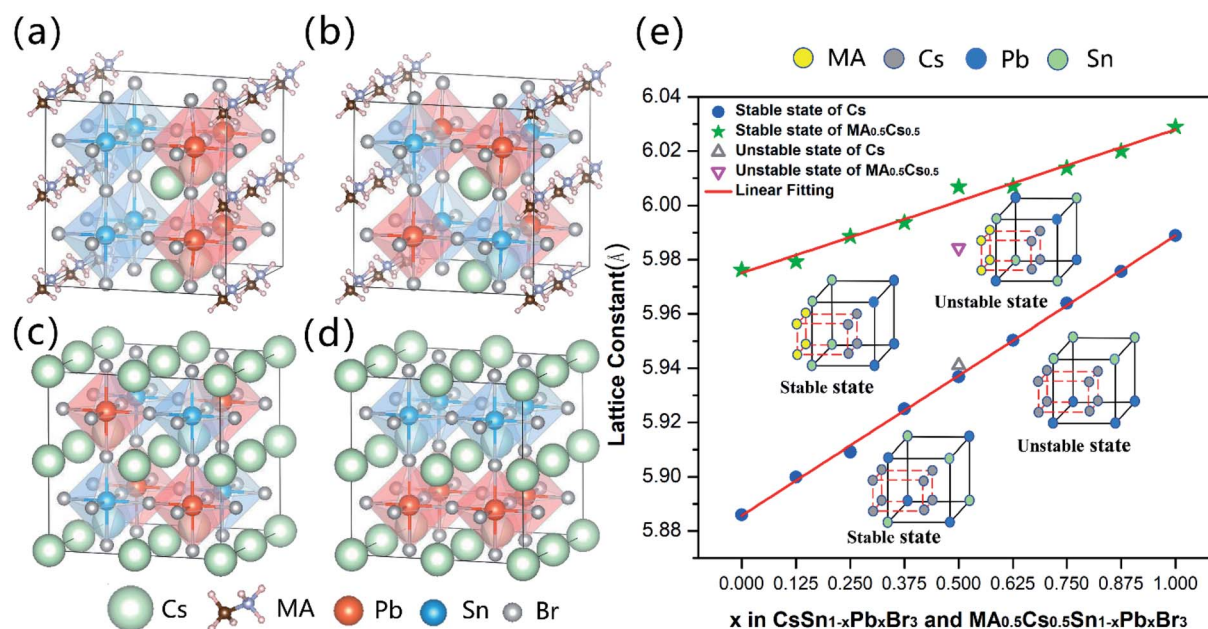 (a)
(b)
(c)
(d)
Cs MA Pb Sn Br
(e)
MA Cs Pb Sn
Stable state of Cs
Stable state of MA0.5Cs0.5
Unstable state of Cs
Unstable state of MA0.5Cs0.5
Linear Fitting
Lattice Constant(Å)
6.04
6.02
6.00
5.98
5.96
5.94
5.92
5.90
5.88
Unstable state
Stable state
Unstable state
Stable state
0.000 0.125 0.250 0.375 0.500 0.625 0.750 0.875 1.000
x in CsSn1-xPbxBr3 and MA0.5Cs0.5Sn1-xPbxBr3